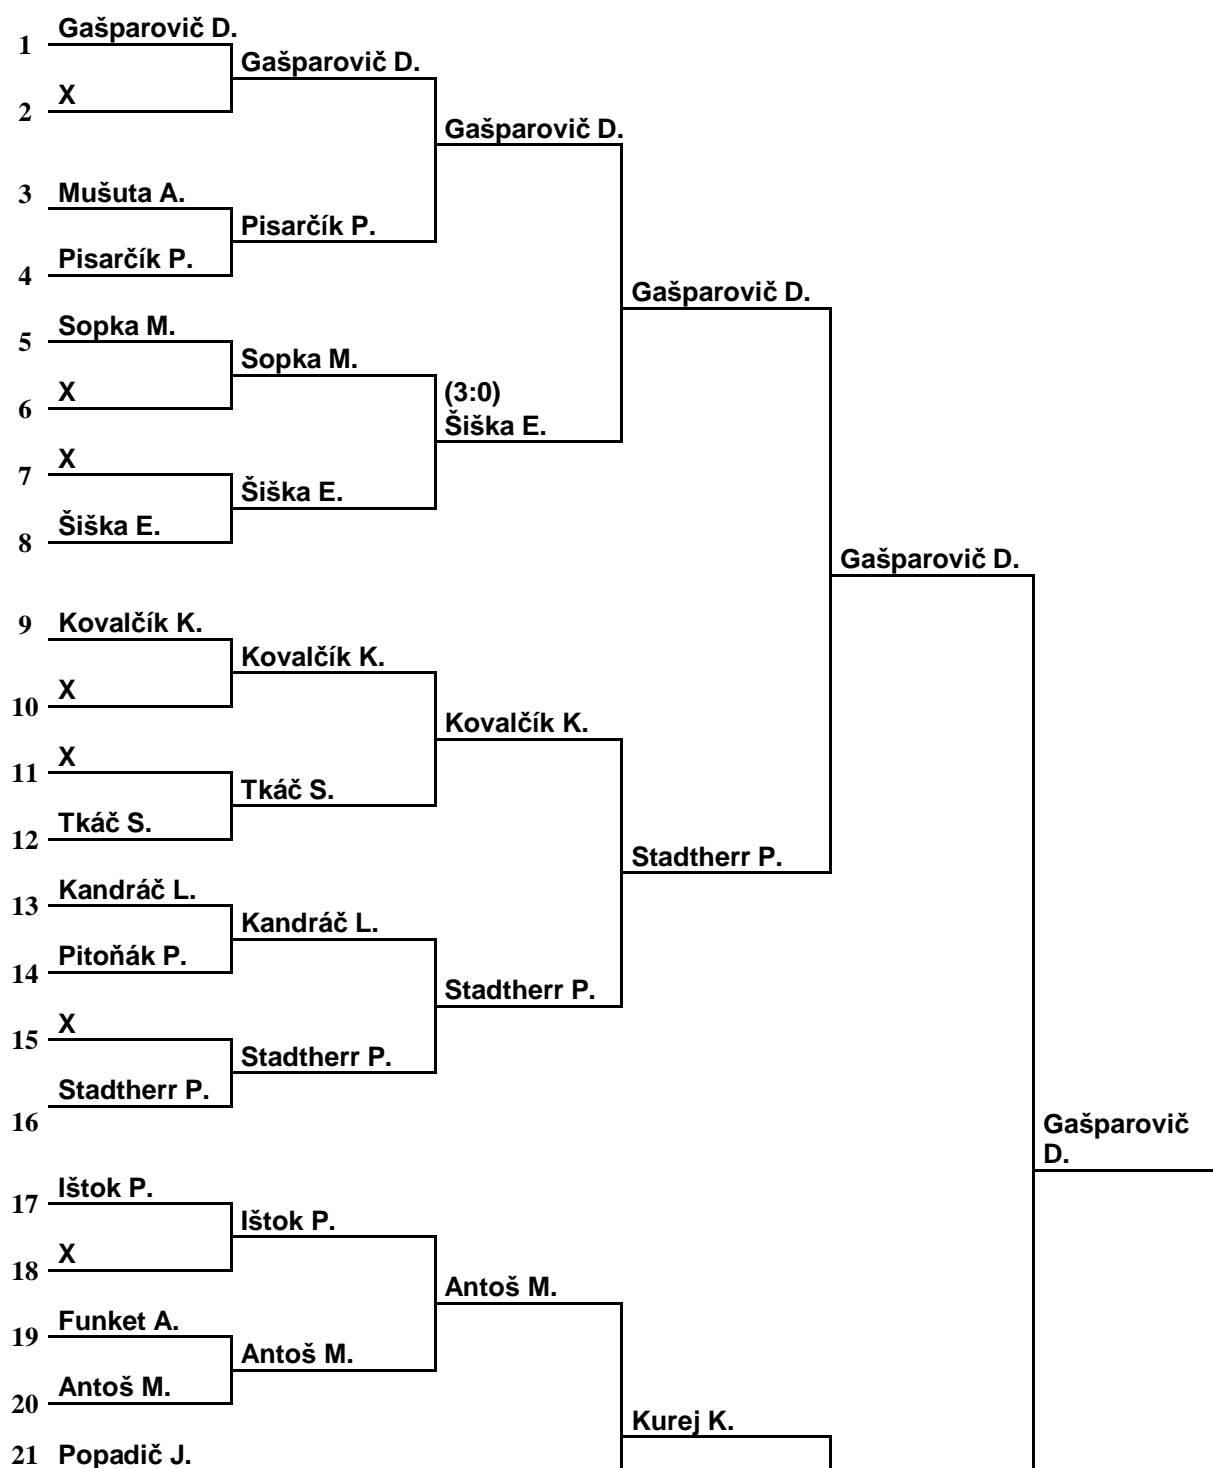 Gašparovič D.
1
Gašparovič D.
X
2
Gašparovič D.
3 Mušuta A.
Pisarčík P.
Pisarčík P.
4
Gašparovič D.
Sopka M.
5
Sopka M.
X
(3:0)
6
Šiška E.
X
7
Šiška E.
Šiška E.
8
Gašparovič D.
9 Kovalčík K.
Kovalčík K.
X
10
Kovalčík K.
X
11
Tkáč S.
Tkáč S.
12
Stadtherr P.
Kandráč L.
13
Kandráč L.
Pitoňák P.
14
Stadtherr P.
X
15
Stadtherr P.
Stadtherr P.
16
Gašparovič
D.
Ištok P.
17
Ištok P.
X
18
Antoš M.
Funket A.
19
Antoš M.
Antoš M.
20
Kurej K.
21 Popadič J.